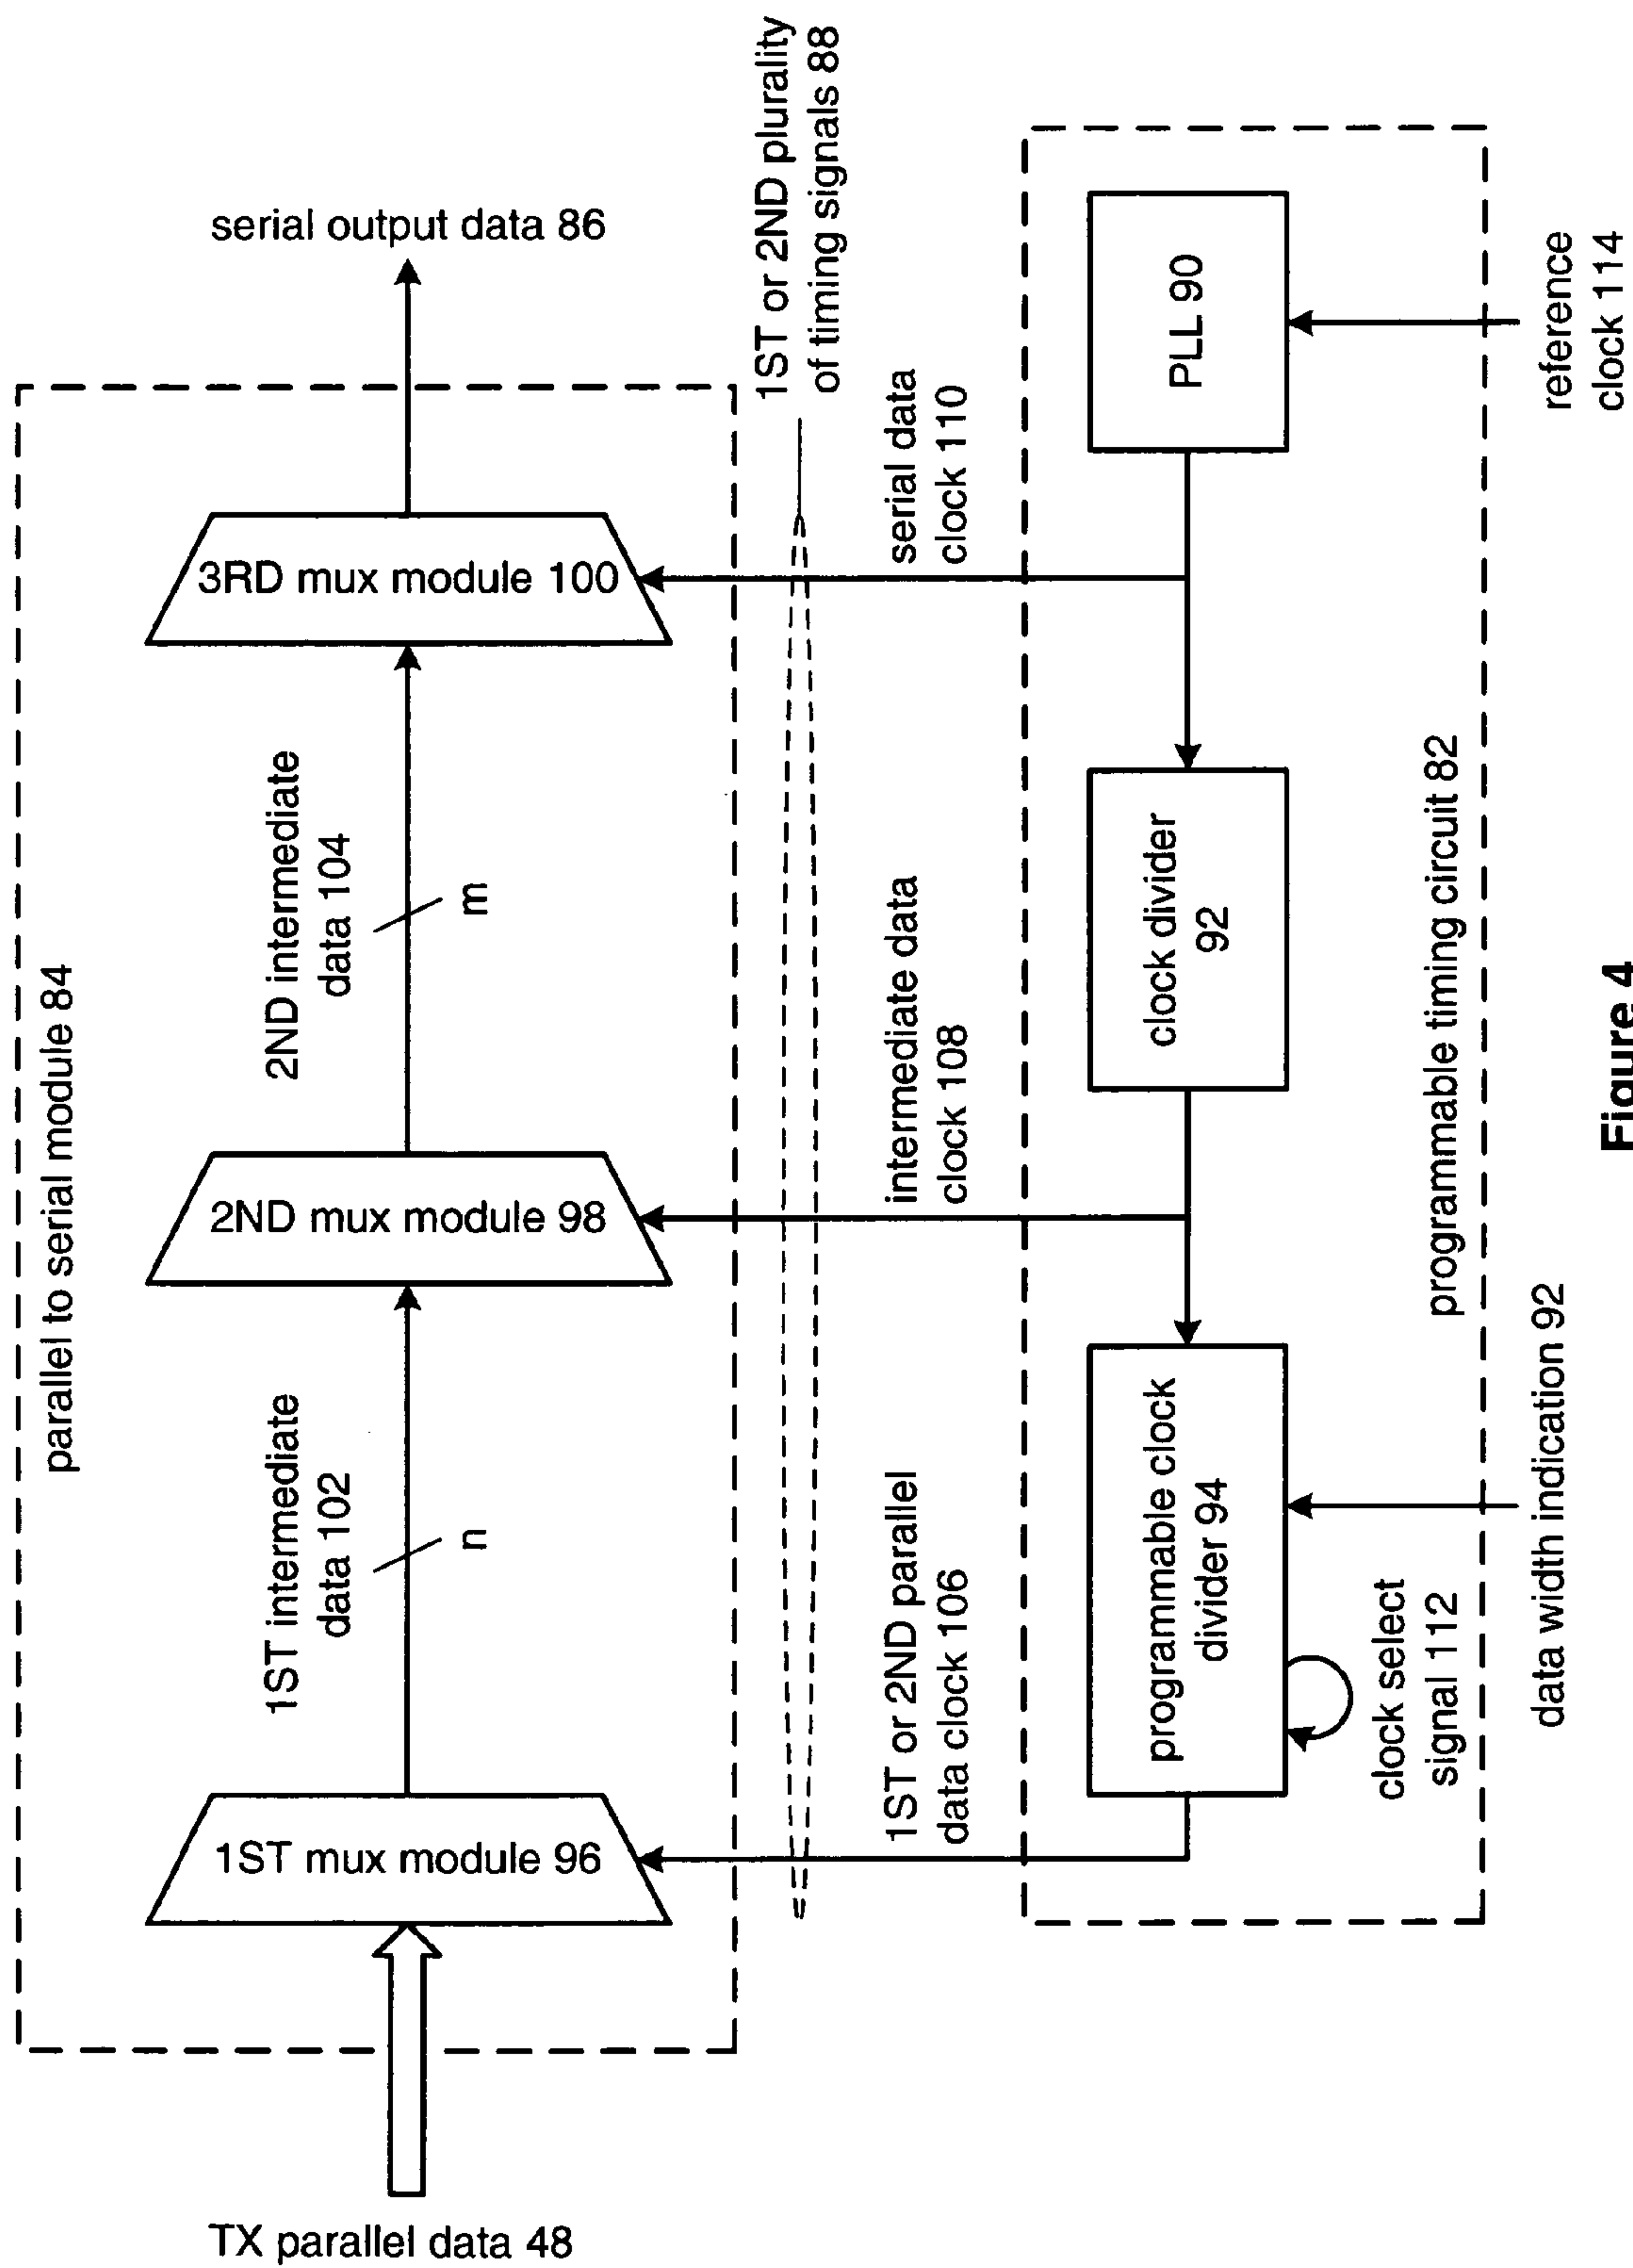 parallel to serial module 84
TX parallel data 48
1ST mux module 96
1ST intermediate
data 102
n
2ND mux module 98
2ND intermediate
data 104
m
3RD mux module 100
serial output data 86
1ST or 2ND plurality
of timing signals 88
1ST or 2ND parallel
data clock 106
intermediate data
clock 108
serial data
clock 110
programmable clock
divider 94
clock divider
92
PLL 90
clock select
signal 112
programmable timing circuit 82
data width indication 92
reference
clock 114
Figure 4